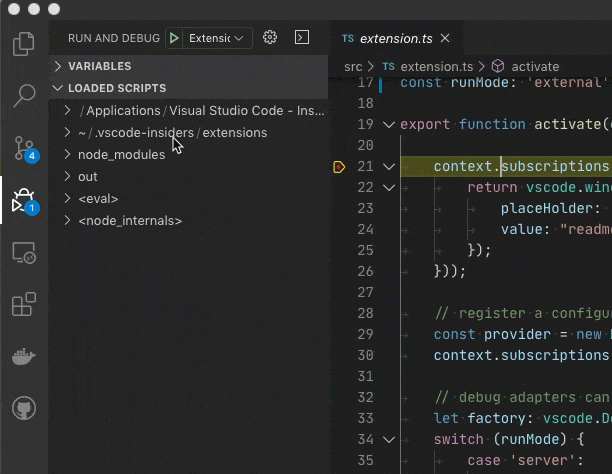 RUN AND DEBUG Extensic
extension.ts
VARIABLES
LOADED SCRIPTS
/Applications/Visual Studio Code - Ins...
~/.vscode-insiders/extensions
node_modules
out
<eval>
<node_internals>
4
1
src > TS extension.ts > activate
17 const runMode: 'external'
18
19 export function activate(
20
21 context.subscriptions
22 return vscode.win
23 placeHolder:
24 value: "readm
25 });
26 }));
27
28 // register a configu
29 const provider = new
30 context.subscriptions
31
32 // debug adapters can
33 let factory: vscode.De
34 switch (runMode) {
35 case 'server':